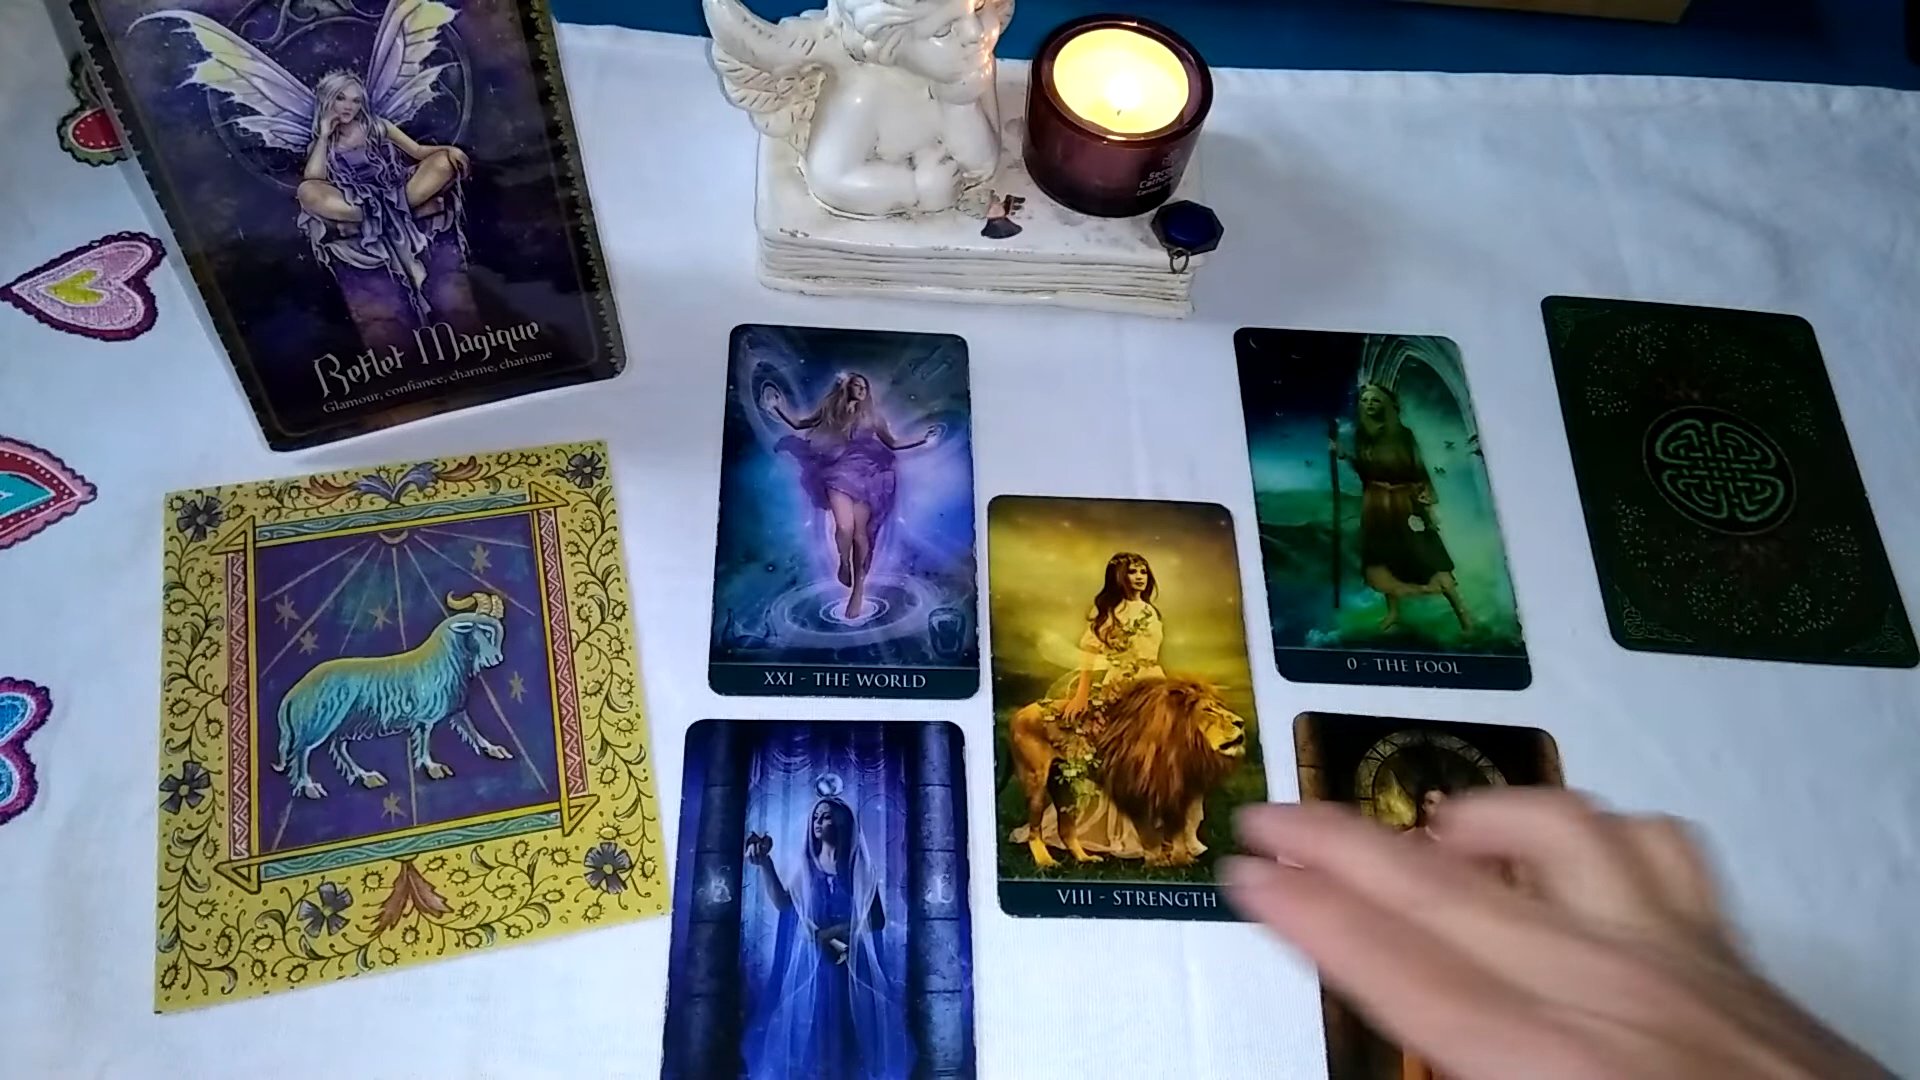 Reflet Magique
Glamour, confiance, charme, charisme
XXI - THE WORLD
0 - THE FOOL
VIII - STRENGTH